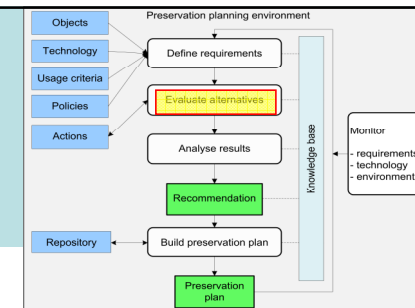 Preservation planning environment
Objects
Technology
Usage criteria
Policies
Actions
Define requirements
Evaluate alternatives
Analyse results
Recommendation
Repository
Build preservation plan
Preservation
plan
Knowledge base
Monitor
- requirements
- technology
- environment